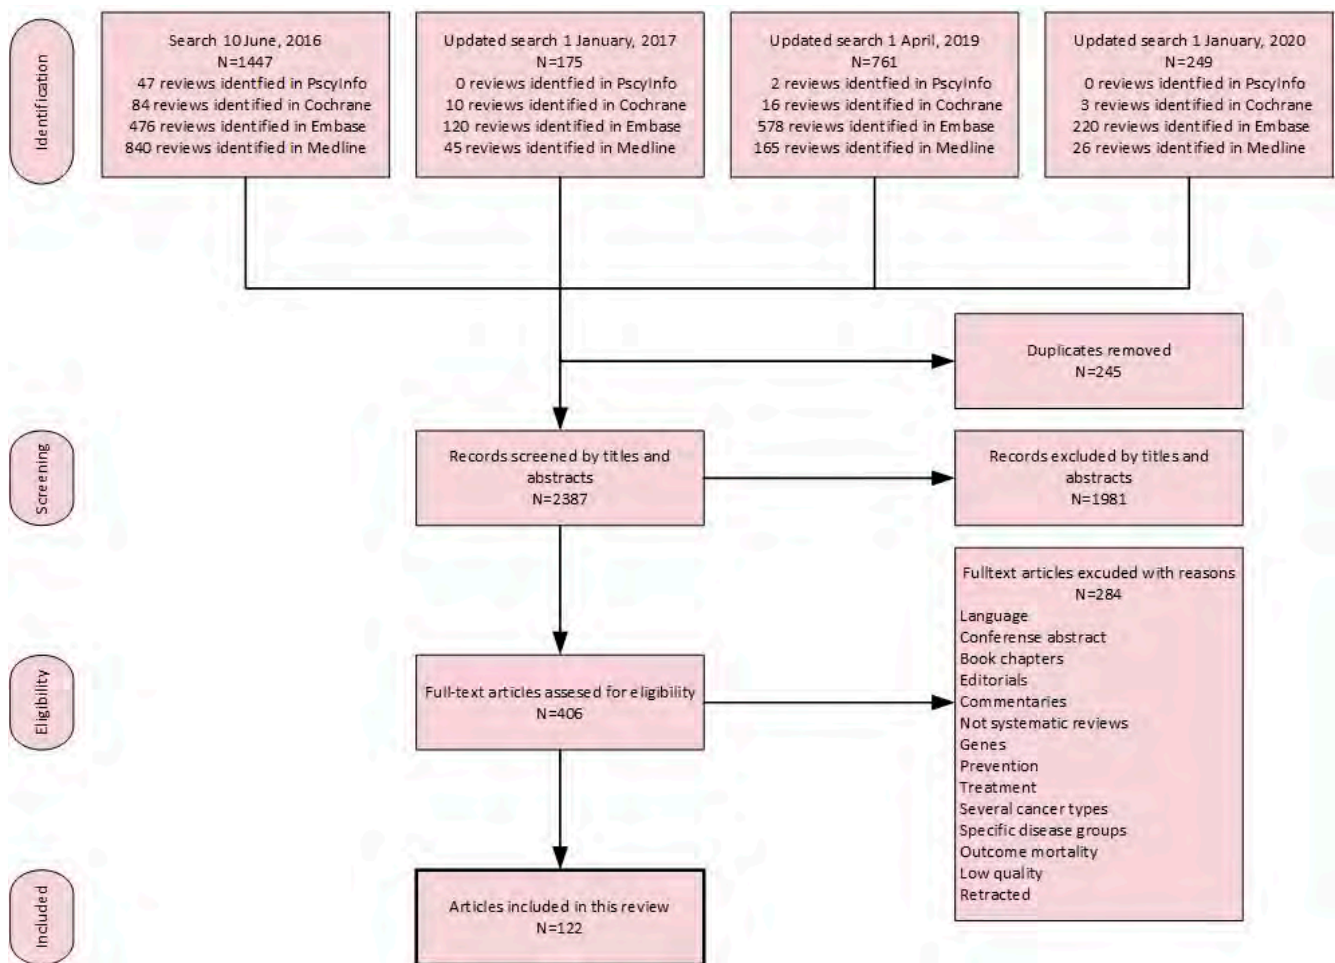 Identification
Search 10 June, 2016
N=1447
47 reviews identfied in PscyInfo
84 reviews identified in Cochrane
476 reviews identified in Embase
840 reviews identified in Medline
Updated search 1 January, 2017
N=175
0 reviews identfied in PscyInfo
10 reviews identified in Cochrane
120 reviews identified in Embase
45 reviews identified in Medline
Updated search 1 April, 2019
N=761
2 reviews identfied in PscyInfo
16 reviews identified in Cochrane
578 reviews identified in Embase
165 reviews identified in Medline
Updated search 1 January, 2020
N=249
0 reviews identfied in PscyInfo
3 reviews identified in Cochrane
220 reviews identified in Embase
26 reviews identified in Medline
Duplicates removed
N=245
Screening
Records screened by titles and
abstracts
N=2387
Records excluded by titles and
abstracts
N=1981
Eligibility
Full-text articles assesed for eligibility
N=406
Fulltext articles excuded with reasons
N=284
Language
Conferense abstract
Book chapters
Editorials
Commentaries
Not systematic reviews
Genes
Prevention
Treatment
Several cancer types
Specific disease groups
Outcome mortality
Low quality
Retracted
Included
Articles included in this review
N=122